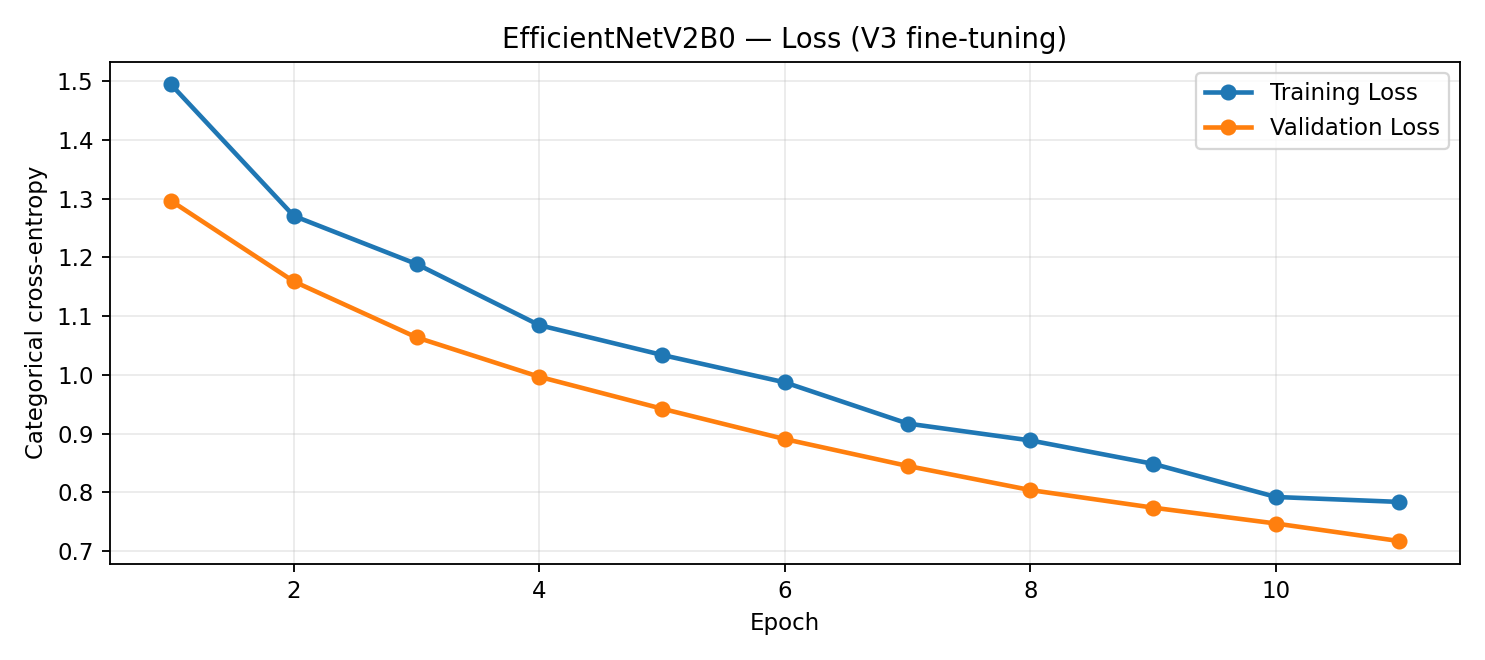 EfficientNetV2B0 — Loss (V3 fine-tuning)
Training Loss
Validation Loss
Categorical cross-entropy
1.5
1.4
1.3
1.2
1.1
1.0
0.9
0.8
0.7
2 4 6 8 10
Epoch